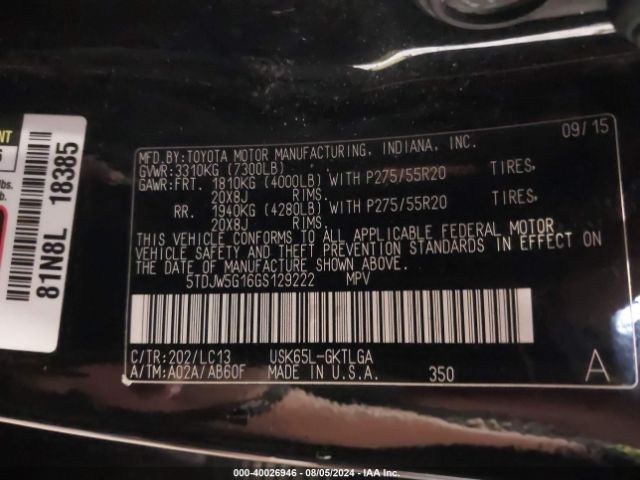 NT
lbs.
lb.
81N8L 18385
09/15
MFD.BY:TOYOTA MOTOR MANUFACTURING, INDIANA, INC.
GVWR:3310KG (7300LB)
GAWR:FRT. 1810KG (4000LB) WITH P275/55R20 TIRES,
20X8J RIMS.
RR. 1940KG (4280LB) WITH P275/55R20 TIRES,
20X8J RIMS.
THIS VEHICLE CONFORMS TO ALL APPLICABLE FEDERAL MOTOR
VEHICLE SAFETY AND THEFT PREVENTION STANDARDS IN EFFECT ON
THE DATE OF MANUFACTURE SHOWN ABOVE.
5TDJW5G16GS129222 MPV
C/TR:202/LC13 USK65L-GKTLGA
A/TM:A02A/AB60F MADE IN U.S.A. 350 A
000-40026946 - 08/05/2024 - IAA Inc.